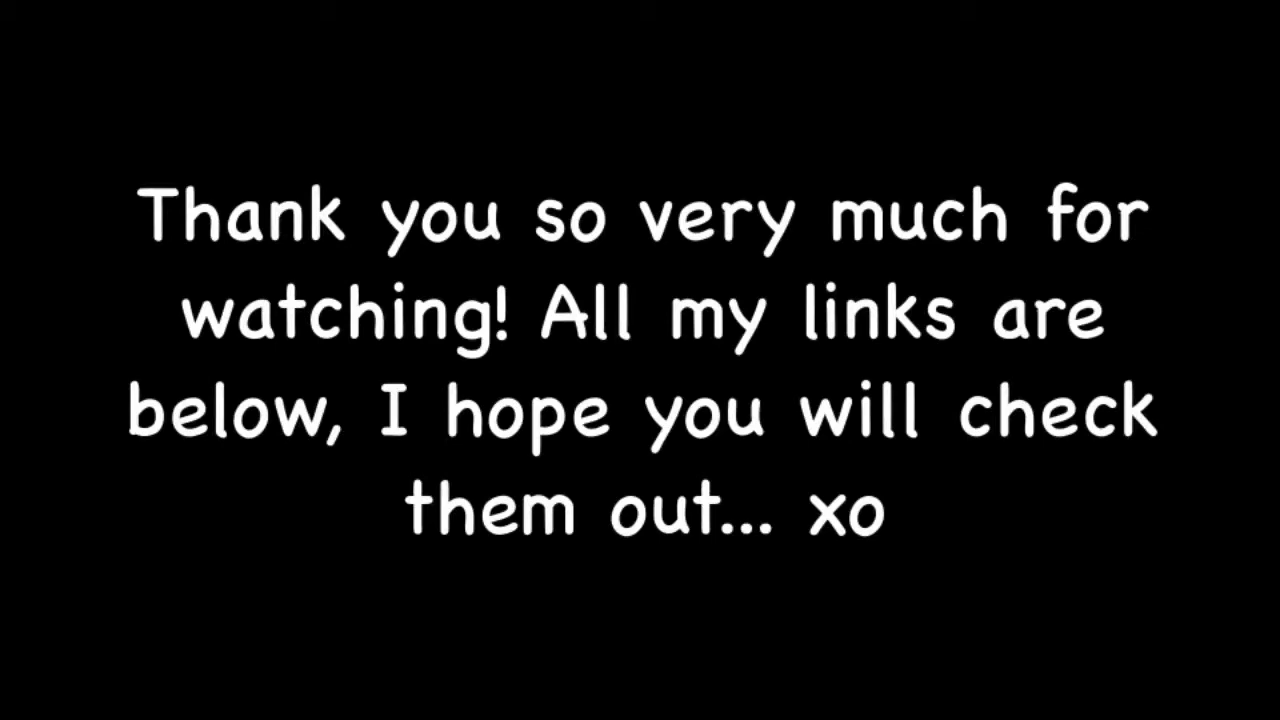 Thank you so very much for
watching! All my links are
below, I hope you will check
them out... xo